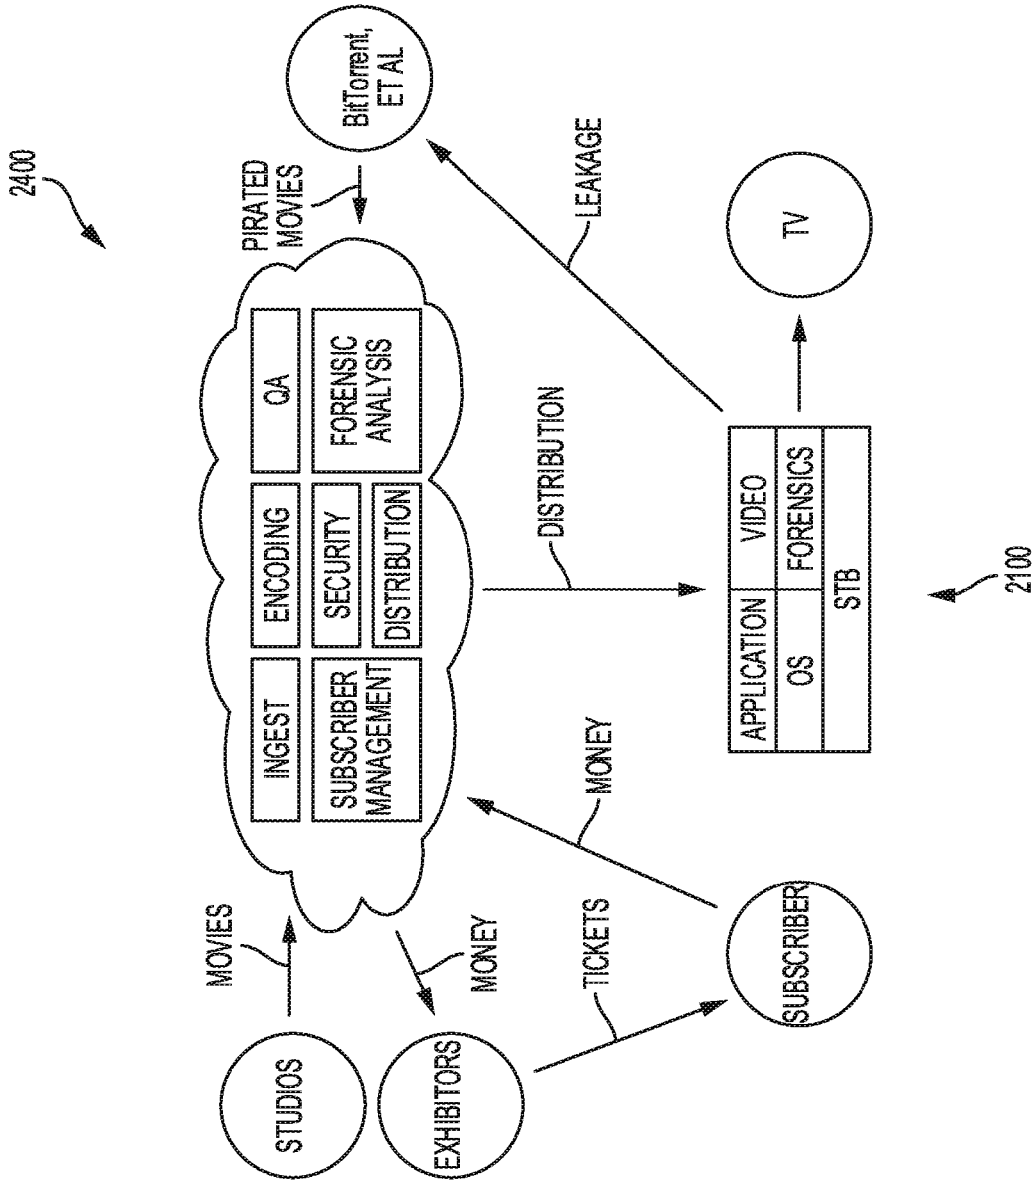 2400
STUDIOS
MOVIES
INGEST
ENCODING
QA
PIRATED
MOVIES
BitTorrent,
ET AL
EXHIBITORS
MONEY
SUBSCRIBER
MANAGEMENT
SECURITY
DISTRIBUTION
FORENSIC
ANALYSIS
TICKETS
MONEY
DISTRIBUTION
LEAKAGE
SUBSCRIBER
APPLICATION
VIDEO
OS
FORENSICS
STB
TV
2100